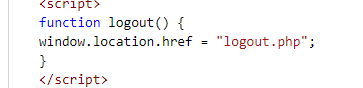 <script>
function logout() {
window.location.href = "logout.php";
}
</script>